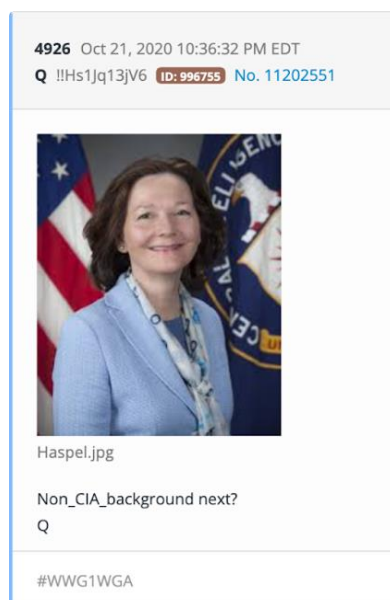 4926 Oct 21, 2020 10:36:32 PM EDT
Q !!Hs1Jq13jV6 ID: 996755 No. 11202551
Haspel.jpg
Non_CIA_background next?
Q
#WWG1WGA